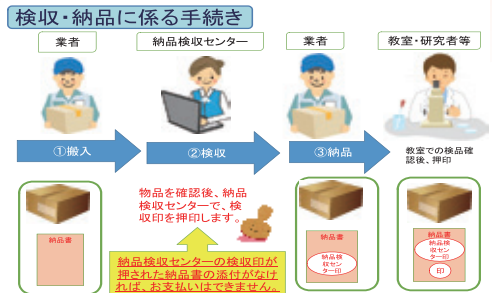 検収・納品に係る手続き
業者
納品検収センター
業者
教室・研究者等
①搬入
②検収
③納品
教室での検品確
認後、押印
物品を確認後、納品
検収センターで、検
収印を押印します。
納品書
納品書
納品検
収セン
ター印
納品書
納品検
収セン
ター印
印
納品検収センターの検収印が
押された納品書の添付がなけ
れば、お支払いはできません。